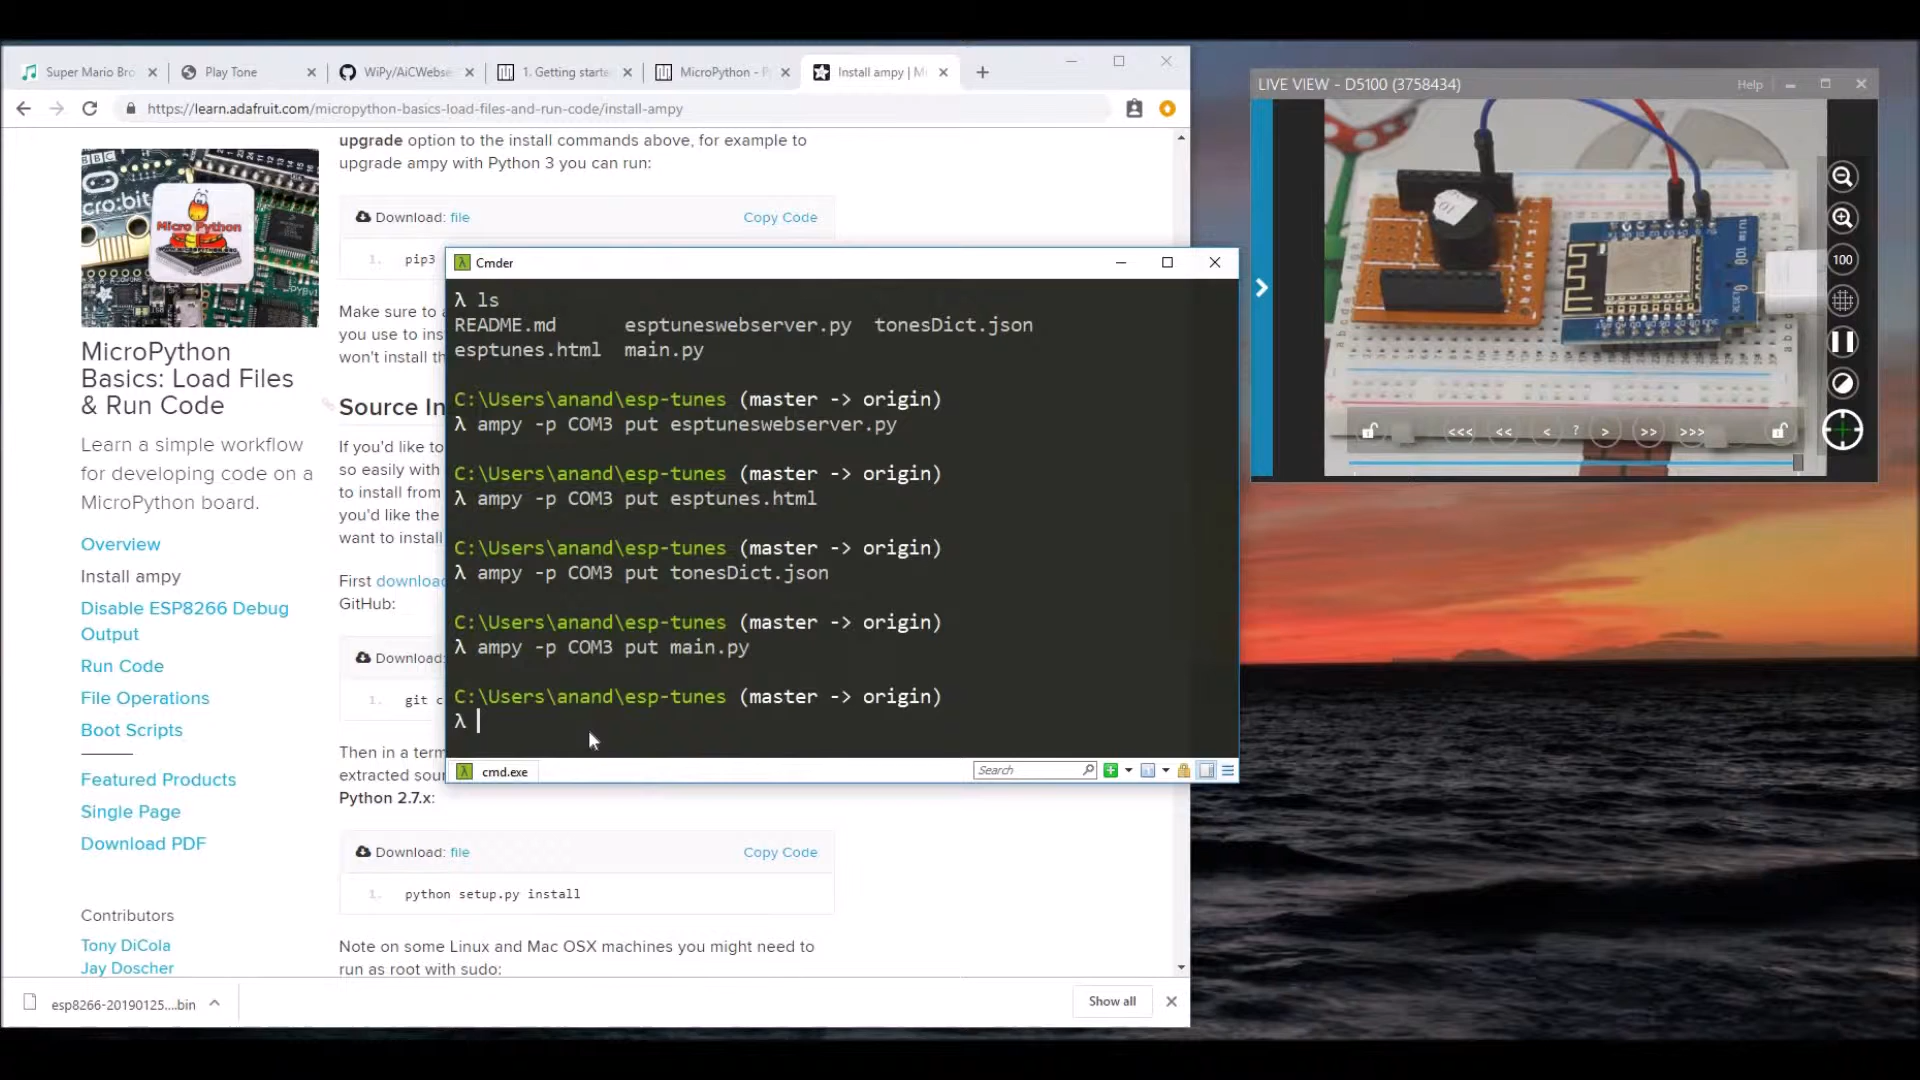 Super Mario Bro
Play Tone
WiPy/AiCWebse
1. Getting starte
MicroPython - P
Install ampy | Mi
https://learn.adafruit.com/micropython-basics-load-files-and-run-code/install-ampy
LIVE VIEW - D5100 (3758434)
Help
100
<<< << < ? > >> >>>
BBC
cro:bit
Micro Python
MicroPython
Basics: Load Files
& Run Code
Learn a simple workflow
for developing code on a
MicroPython board.
Overview
Install ampy
Disable ESP8266 Debug
Output
Run Code
File Operations
Boot Scripts
Featured Products
Single Page
Download PDF
Contributors
Tony DiCola
Jay Doscher
upgrade option to the install commands above, for example to
upgrade ampy with Python 3 you can run:
Download: file Copy Code
1. pip3
Make sure to
you use to ins
won't install th
Source In
If you'd like to
so easily with
to install from
you'd like the
want to install
First download
GitHub:
Download:
1. git c
Then in a term
extracted sour
Python 2.7.x:
Download: file Copy Code
1. python setup.py install
Note on some Linux and Mac OSX machines you might need to
run as root with sudo:
Cmder
λ ls
README.md esptuneswebserver.py tonesDict.json
esptunes.html main.py
C:\Users\anand\esp-tunes (master -> origin)
λ ampy -p COM3 put esptuneswebserver.py
C:\Users\anand\esp-tunes (master -> origin)
λ ampy -p COM3 put esptunes.html
C:\Users\anand\esp-tunes (master -> origin)
λ ampy -p COM3 put tonesDict.json
C:\Users\anand\esp-tunes (master -> origin)
λ ampy -p COM3 put main.py
C:\Users\anand\esp-tunes (master -> origin)
λ
cmd.exe
Search
esp8266-20190125....bin
Show all